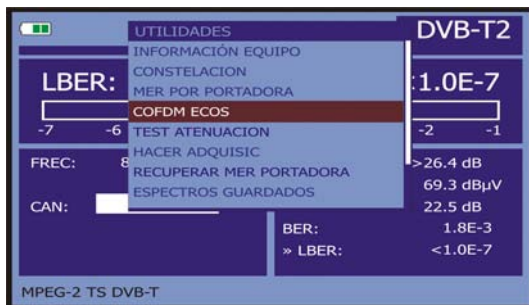 UTILIDADES
DVB-T2
INFORMACIÓN EQUIPO
CONSTELACION
MER POR PORTADORA
COFDM ECOS
TEST ATENUACION
HACER ADQUISIC
RECUPERAR MER PORTADORA
ESPECTROS GUARDADOS
LBER:
1.0E-7
-7 -6 -2 -1
FREC: 8
>26.4 dB
69.3 dBµV
CAN:
22.5 dB
BER: 1.8E-3
» LBER: <1.0E-7
MPEG-2 TS DVB-T